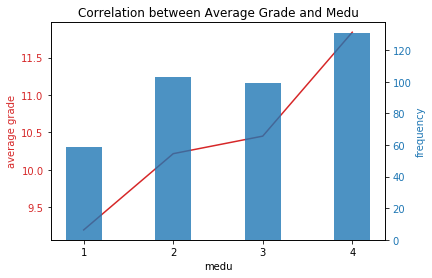 Correlation between Average Grade and Medu
11.5
11.0
10.5
10.0
9.5
average grade
120
100
80
60
40
20
0
frequency
1 2 3 4
medu